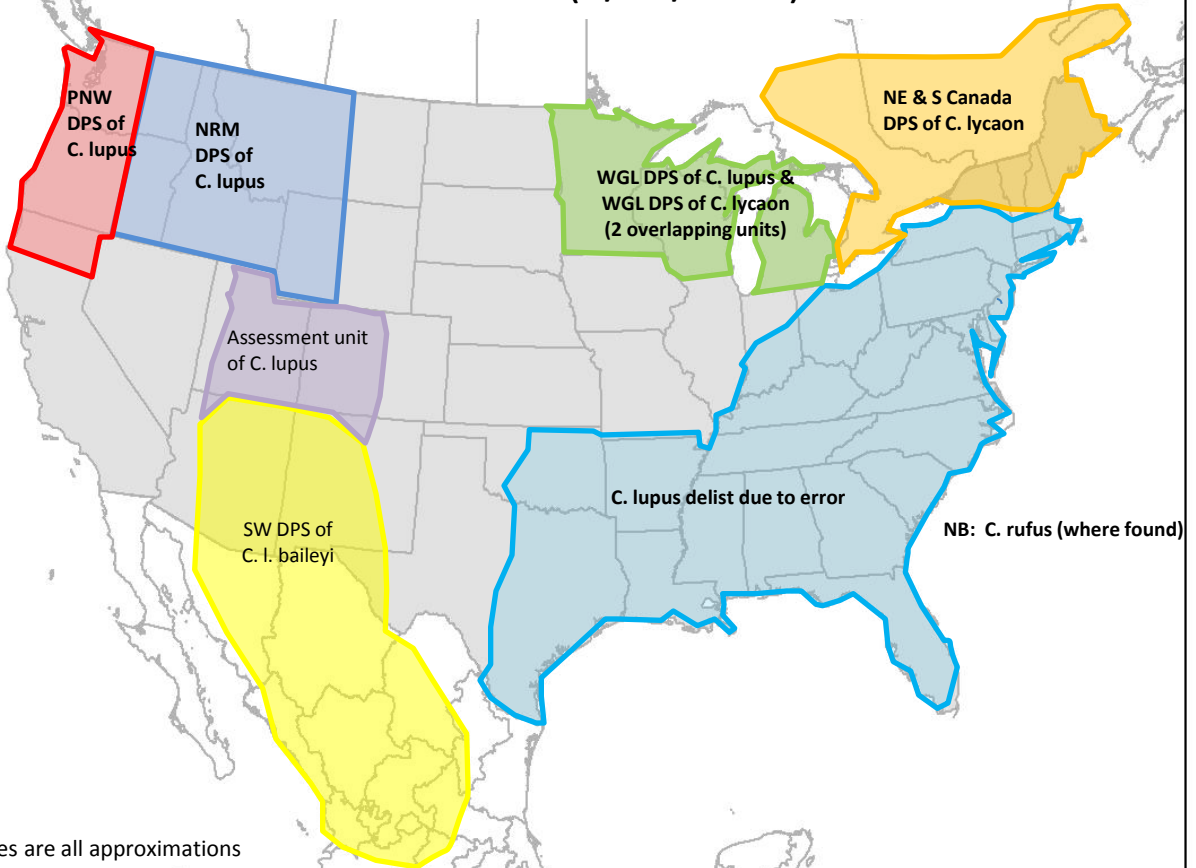 PNW
DPS of
C. lupus
NRM
DPS of
C. lupus
WGL DPS of C. lupus &
WGL DPS of C. lycaon
(2 overlapping units)
NE & S Canada
DPS of C. lycaon
Assessment unit
of C. lupus
C. lupus delist due to error
SW DPS of
C. l. baileyi
NB: C. rufus (where found)
es are all approximations